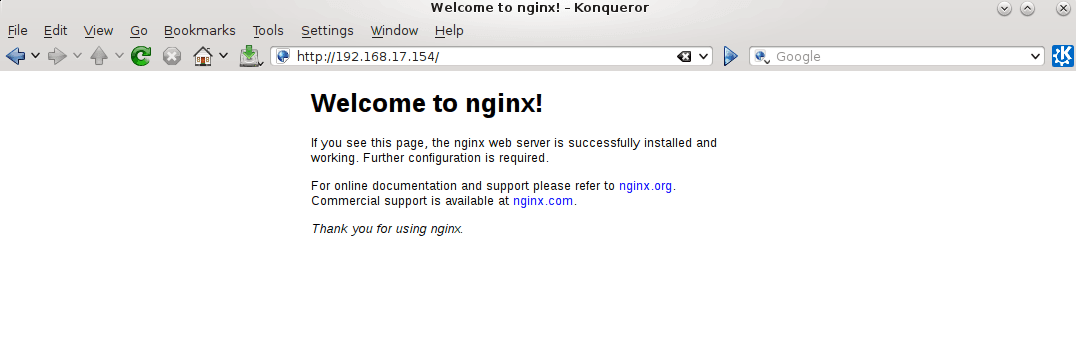 Welcome to nginx! – Konqueror
File Edit View Go Bookmarks Tools Settings Window Help
http://192.168.17.154/ Google
Welcome to nginx!
If you see this page, the nginx web server is successfully installed and
working. Further configuration is required.
For online documentation and support please refer to nginx.org.
Commercial support is available at nginx.com.
Thank you for using nginx.